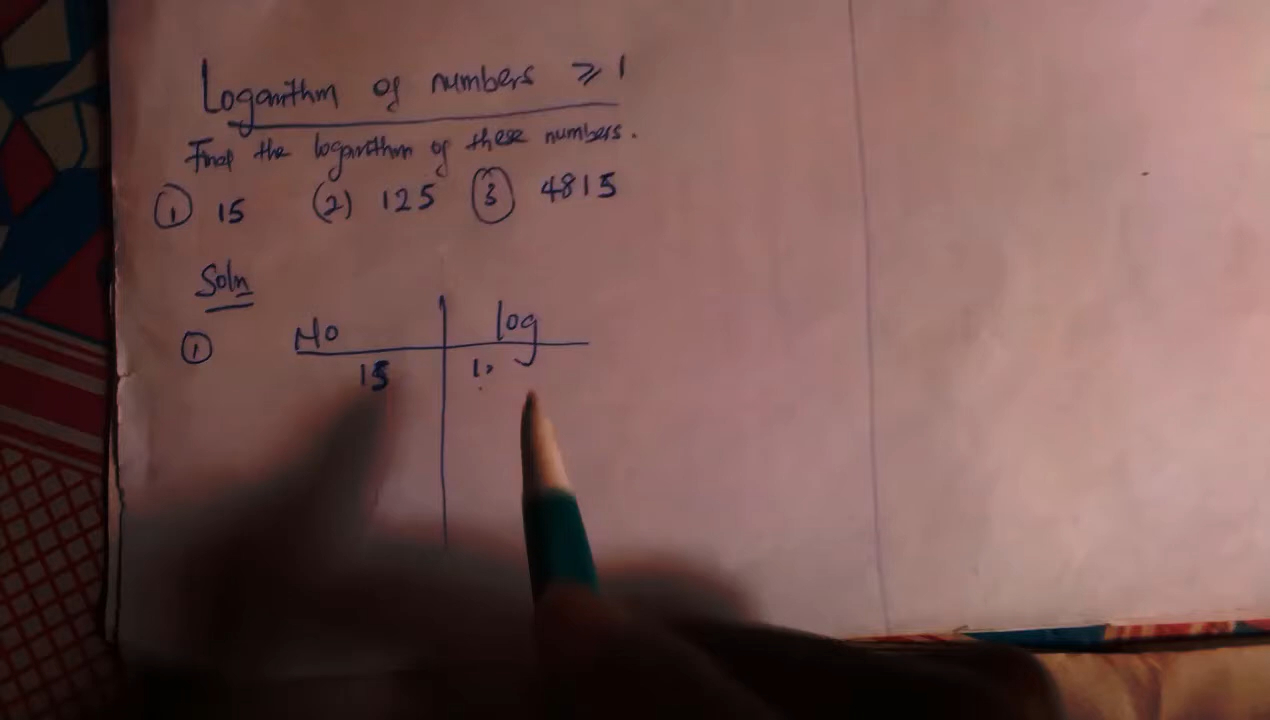 Logarithm of numbers ⩾ 1
Find the logarithm of these numbers.
① 15 (2) 125 ③ 4815
Soln
① No log
15 1.